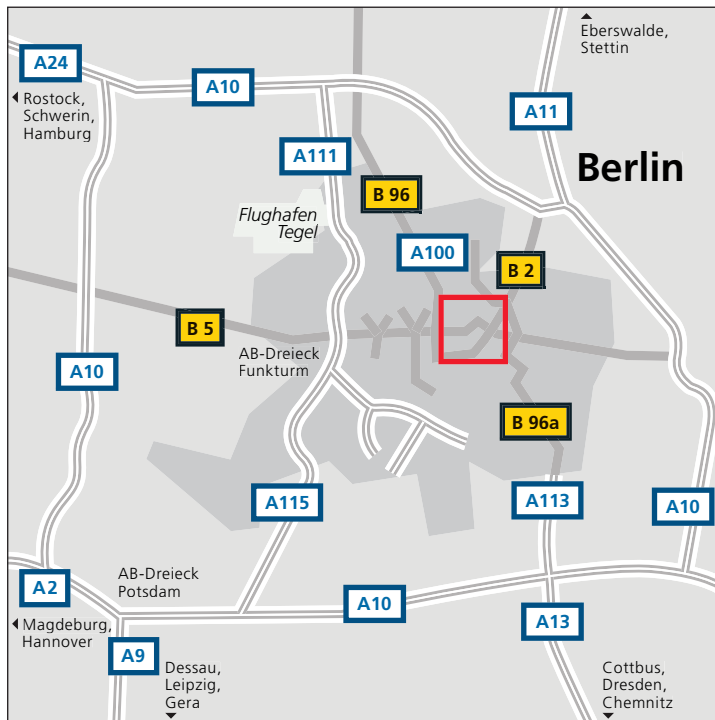 Eberswalde,
Stettin
A24
A10
Rostock,
Schwerin,
Hamburg
A11
A111
Berlin
B 96
Flughafen
Tegel
A100
B 2
B 5
AB-Dreieck
Funkturm
A10
B 96a
A115
A113
A10
AB-Dreieck
Potsdam
A2
A10
Magdeburg,
Hannover
A13
A9
Dessau,
Leipzig,
Gera
Cottbus,
Dresden,
Chemnitz